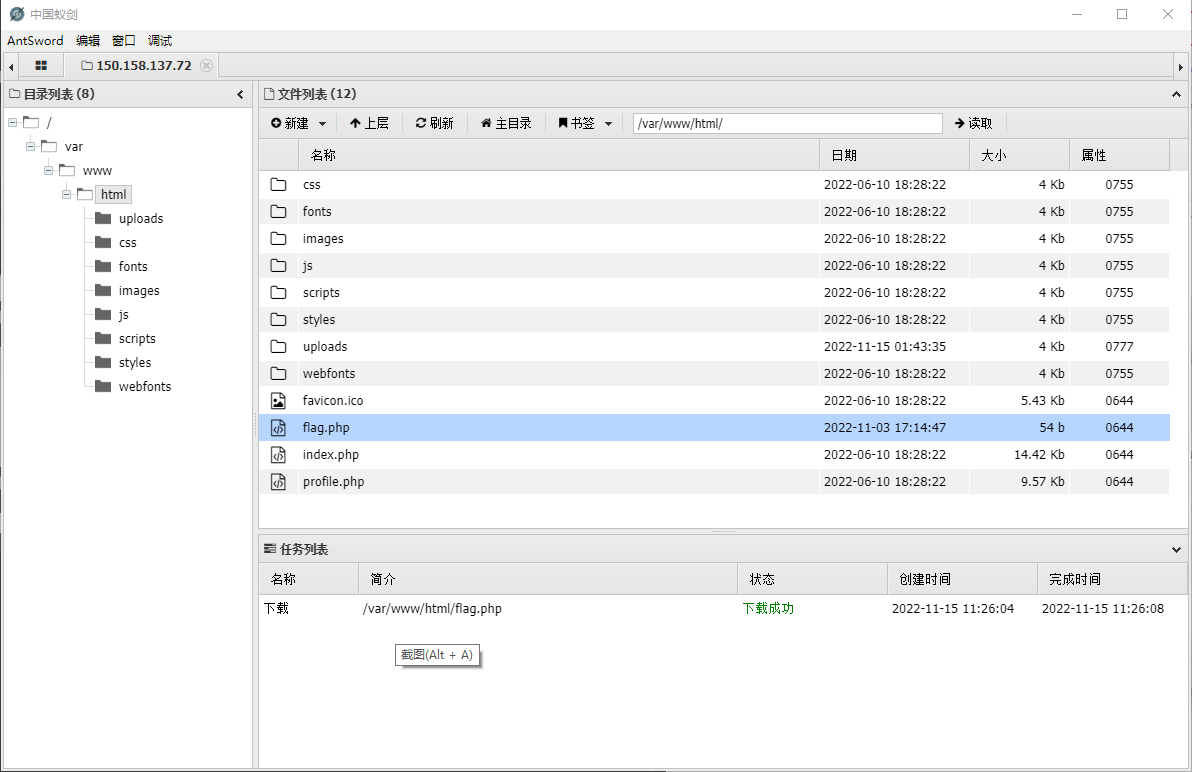 中国蚁剑
AntSword 编辑 窗口 调试
150.158.137.72
目录列表 (8)
/
var
www
html
uploads
css
fonts
images
js
scripts
styles
webfonts
文件列表 (12)
新建 上层 刷新 主目录 书签 /var/www/html/ 读取
名称 日期 大小 属性
css 2022-06-10 18:28:22 4 Kb 0755
fonts 2022-06-10 18:28:22 4 Kb 0755
images 2022-06-10 18:28:22 4 Kb 0755
js 2022-06-10 18:28:22 4 Kb 0755
scripts 2022-06-10 18:28:22 4 Kb 0755
styles 2022-06-10 18:28:22 4 Kb 0755
uploads 2022-11-15 01:43:35 4 Kb 0777
webfonts 2022-06-10 18:28:22 4 Kb 0755
favicon.ico 2022-06-10 18:28:22 5.43 Kb 0644
flag.php 2022-11-03 17:14:47 54 b 0644
index.php 2022-06-10 18:28:22 14.42 Kb 0644
profile.php 2022-06-10 18:28:22 9.57 Kb 0644
任务列表
名称 简介 状态 创建时间 完成时间
下载 /var/www/html/flag.php 下载成功 2022-11-15 11:26:04 2022-11-15 11:26:08
截图(Alt + A)